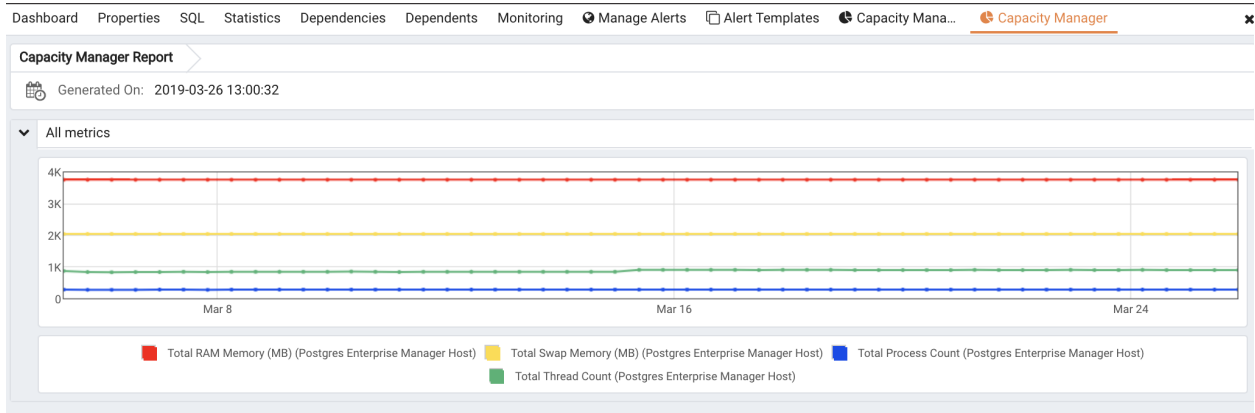 Dashboard Properties SQL Statistics Dependencies Dependents Monitoring Manage Alerts Alert Templates Capacity Mana... Capacity Manager
Capacity Manager Report
Generated On: 2019-03-26 13:00:32
All metrics
4K
3K
2K
1K
0
Mar 8 Mar 16 Mar 24
Total RAM Memory (MB) (Postgres Enterprise Manager Host) Total Swap Memory (MB) (Postgres Enterprise Manager Host) Total Process Count (Postgres Enterprise Manager Host)
Total Thread Count (Postgres Enterprise Manager Host)